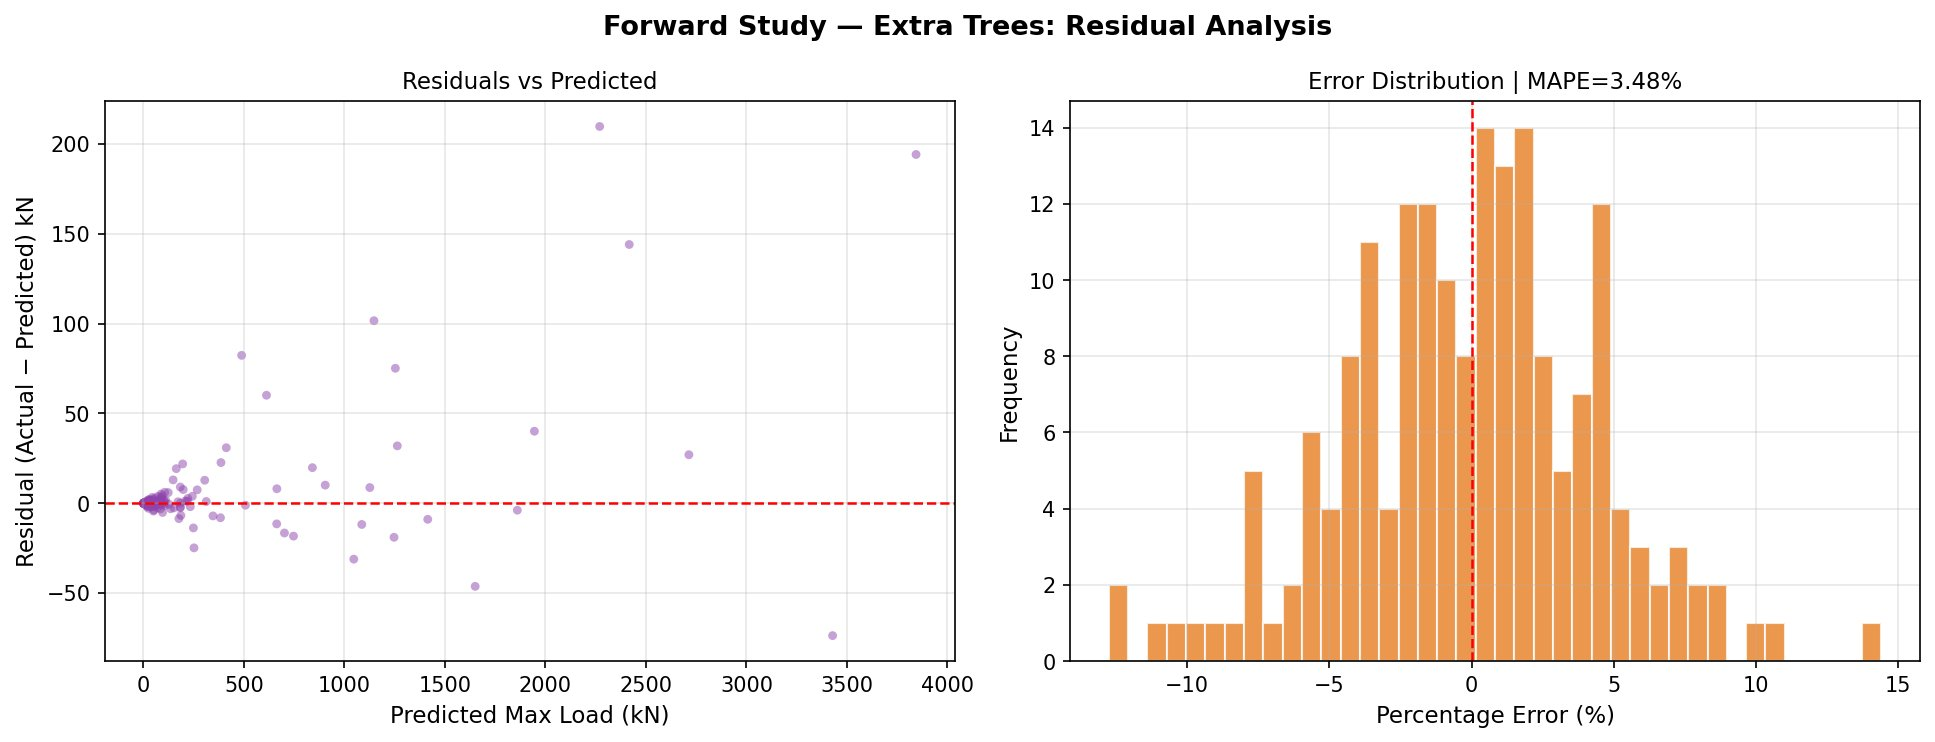 Forward Study — Extra Trees: Residual Analysis
Residuals vs Predicted
Residual (Actual − Predicted) kN
200
150
100
50
0
−50
0 500 1000 1500 2000 2500 3000 3500 4000
Predicted Max Load (kN)
Error Distribution | MAPE=3.48%
Frequency
14
12
10
8
6
4
2
0
−10 −5 0 5 10 15
Percentage Error (%)